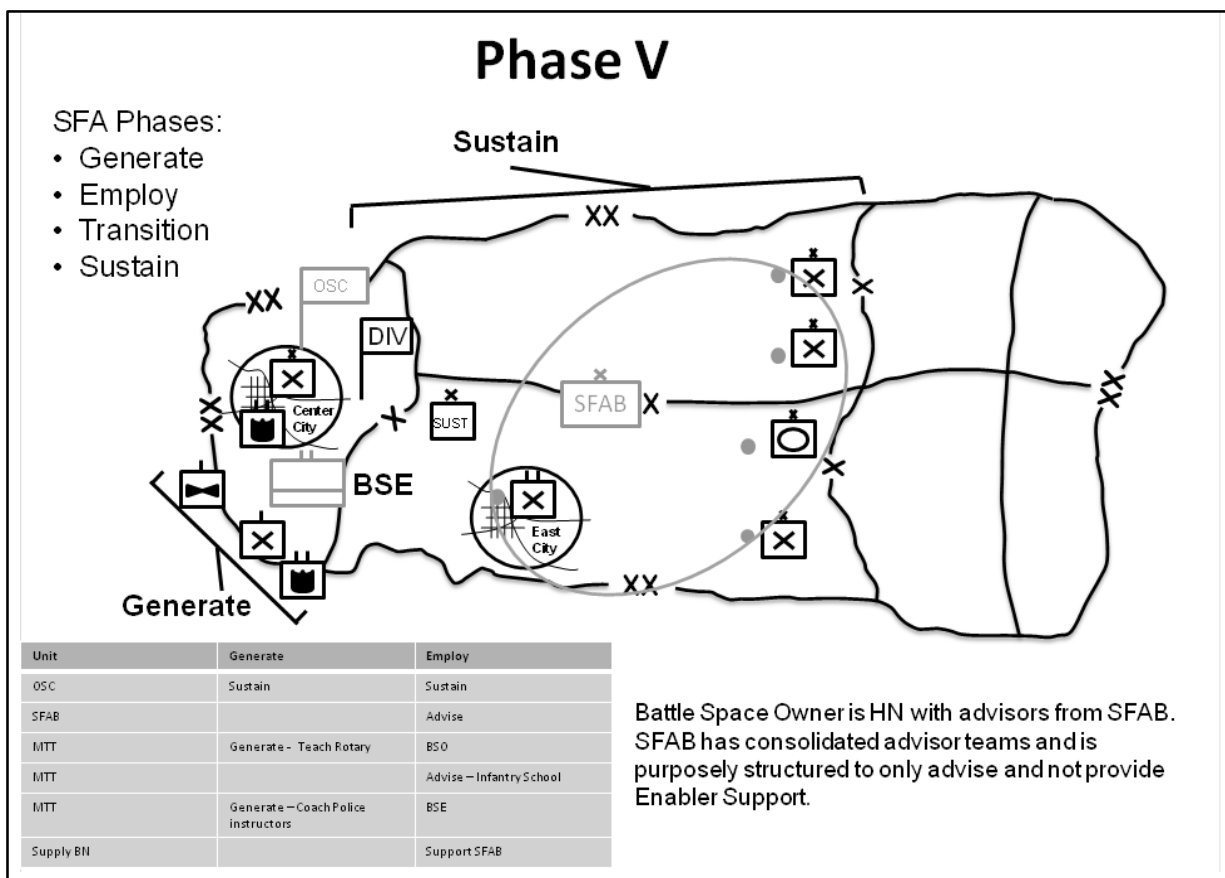 Phase V
SFA Phases:
• Generate
• Employ
• Transition
• Sustain
Sustain
XX
OSC
XX
DIV
Center
City
XX
X
SUST
SFAB
X
X
X
XX
BSE
East
City
XX
Generate
Unit Generate Employ
OSC Sustain Sustain
SFAB Advise
MTT Generate - Teach Rotary BSO
MTT Advise – Infantry School
MTT Generate – Coach Police BSE
instructors
Supply BN Support SFAB
Battle Space Owner is HN with advisors from SFAB.
SFAB has consolidated advisor teams and is
purposely structured to only advise and not provide
Enabler Support.